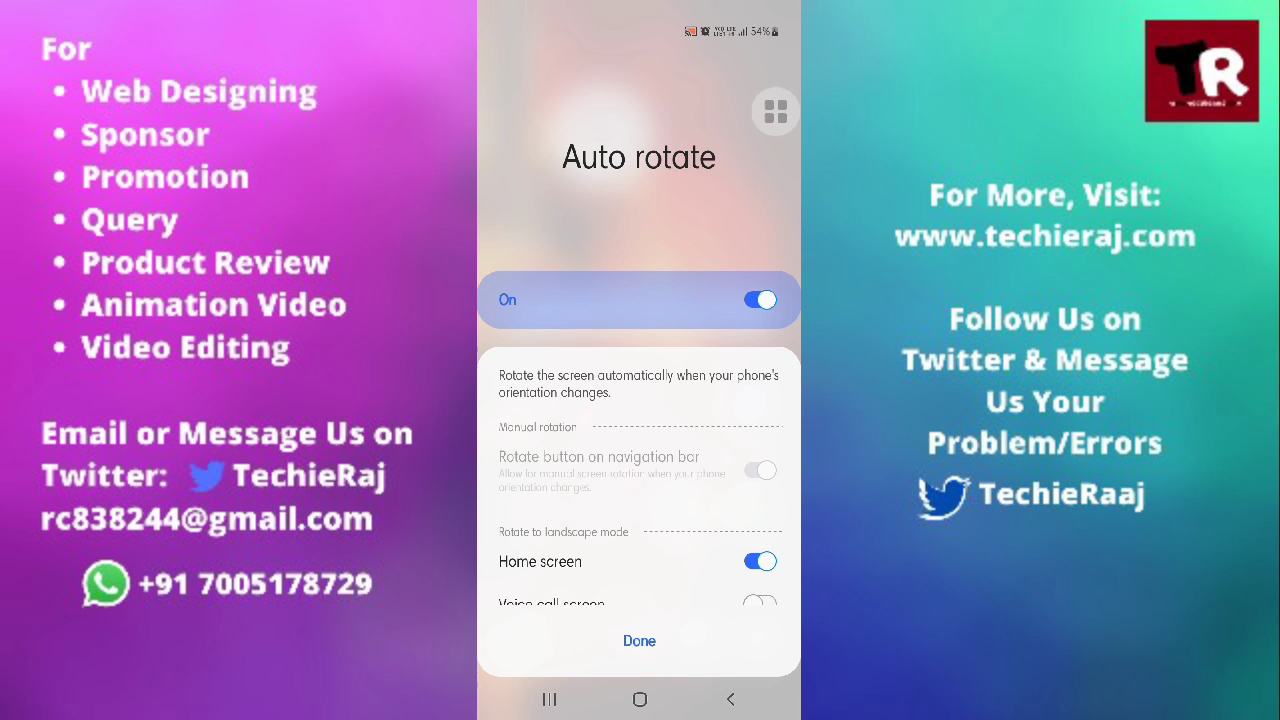 For
• Web Designing
• Sponsor
• Promotion
• Query
• Product Review
• Animation Video
• Video Editing
Email or Message Us on
Twitter: TechieRaj
rc838244@gmail.com
+91 7005178729
54%
Auto rotate
On
Rotate the screen automatically when your phone's
orientation changes.
Manual rotation
Rotate button on navigation bar
Allow for manual screen rotation when your phone
orientation changes.
Rotate to landscape mode
Home screen
Voice call screen
Done
TR
For More, Visit:
www.techieraj.com
Follow Us on
Twitter & Message
Us Your
Problem/Errors
TechieRaaj